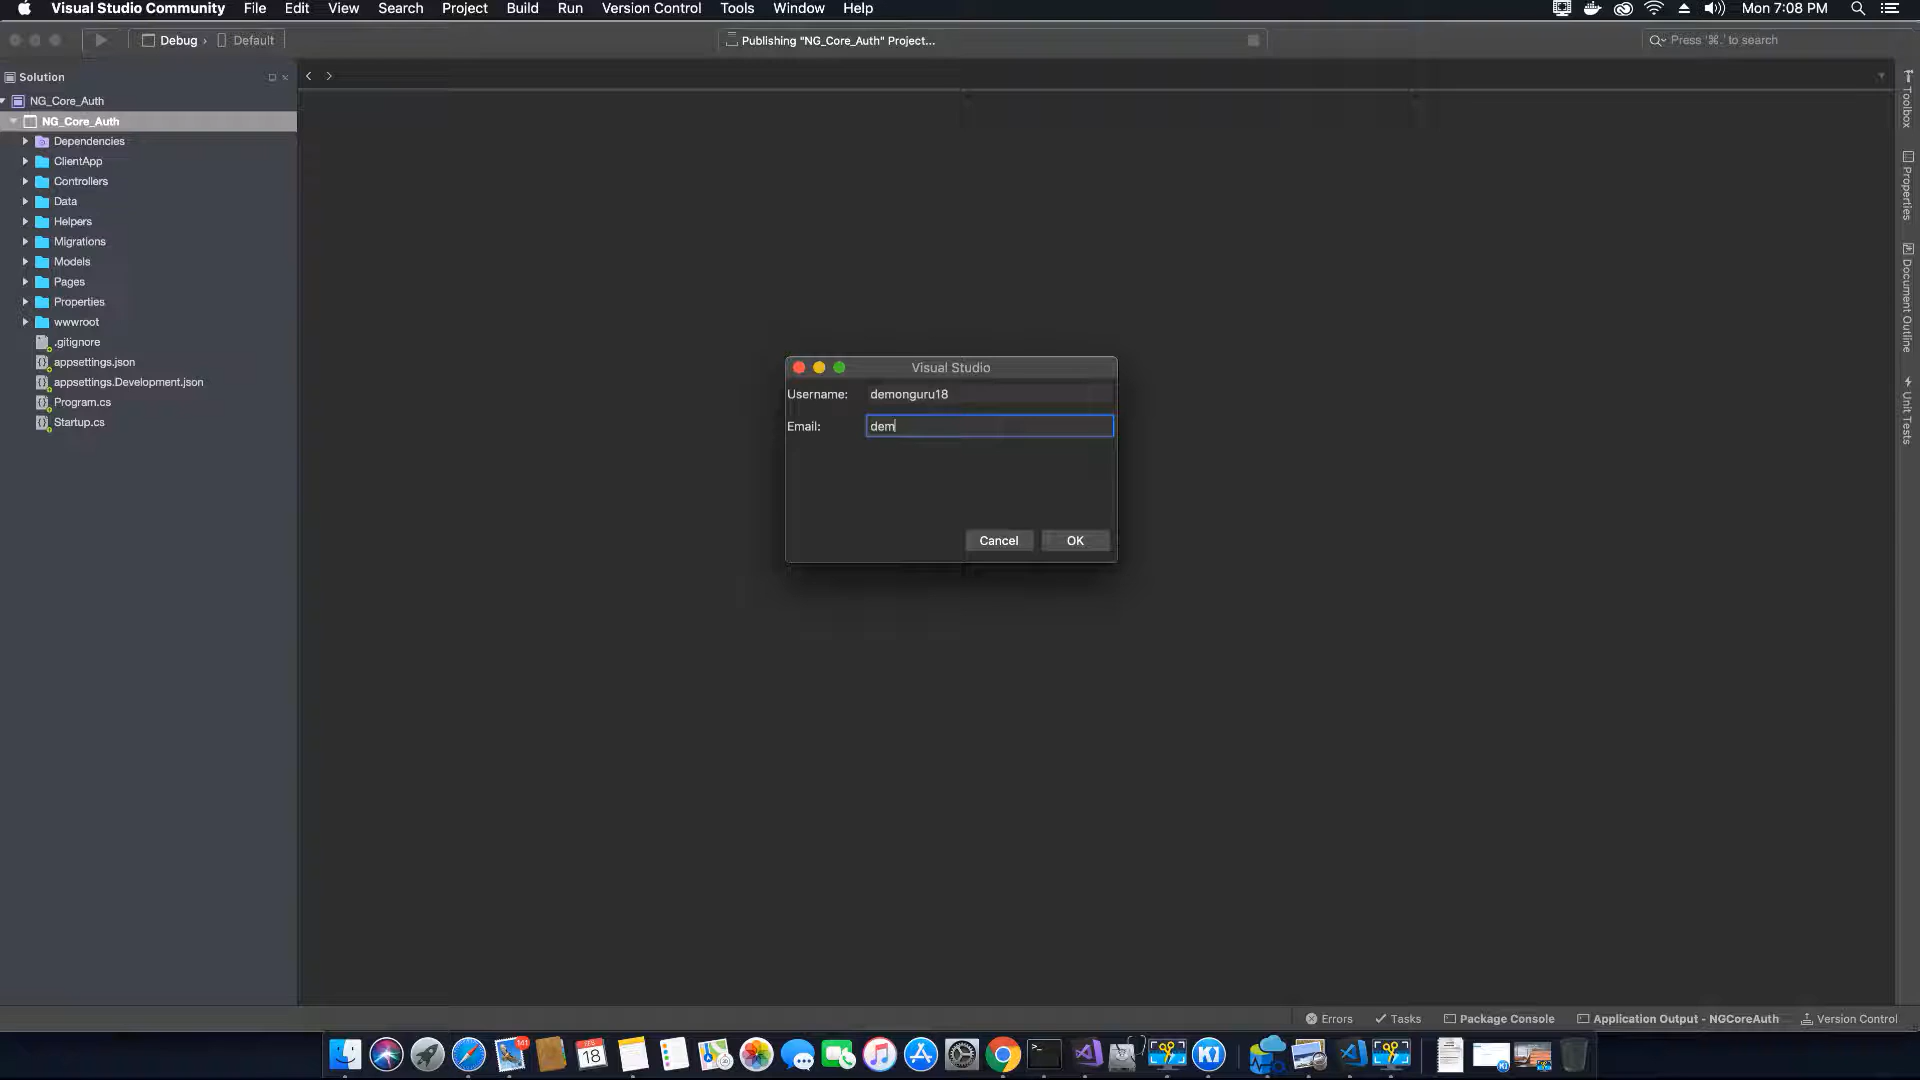 Visual Studio Community File Edit View Search Project Build Run Version Control Tools Window Help Mon 7:08 PM
Debug › Default Publishing "NG_Core_Auth" Project... Press '⌘.' to search
Solution
NG_Core_Auth
NG_Core_Auth
Dependencies
ClientApp
Controllers
Data
Helpers
Migrations
Models
Pages
Properties
wwwroot
.gitignore
appsettings.json
appsettings.Development.json
Program.cs
Startup.cs
Visual Studio
Username: demonguru18
Email: dem
Cancel OK
Toolbox
Properties
Document Outline
Unit Tests
Errors Tasks Package Console Application Output - NGCoreAuth Version Control
18